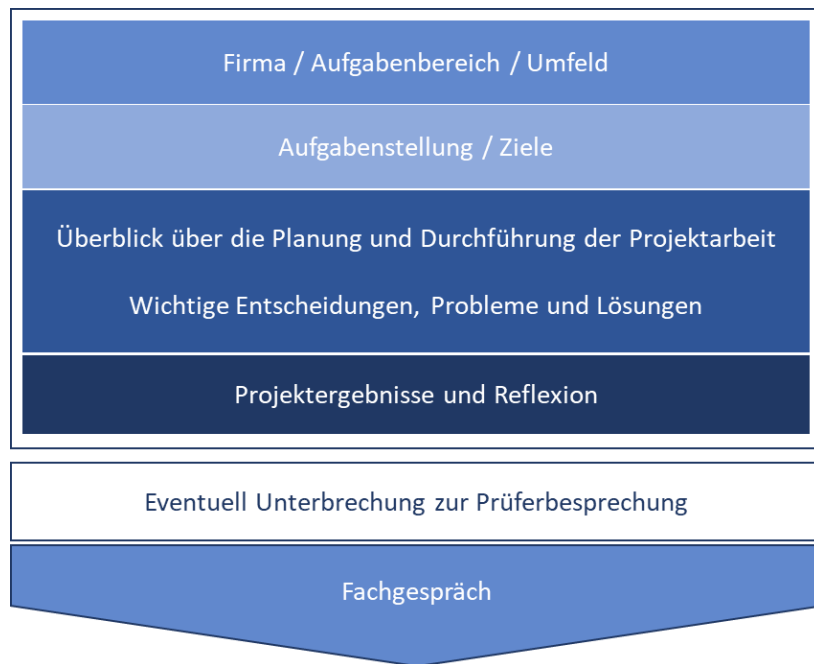 Firma / Aufgabenbereich / Umfeld
Aufgabenstellung / Ziele
Überblick über die Planung und Durchführung der Projektarbeit
Wichtige Entscheidungen, Probleme und Lösungen
Projektergebnisse und Reflexion
Eventuell Unterbrechung zur Prüferbesprechung
Fachgespräch